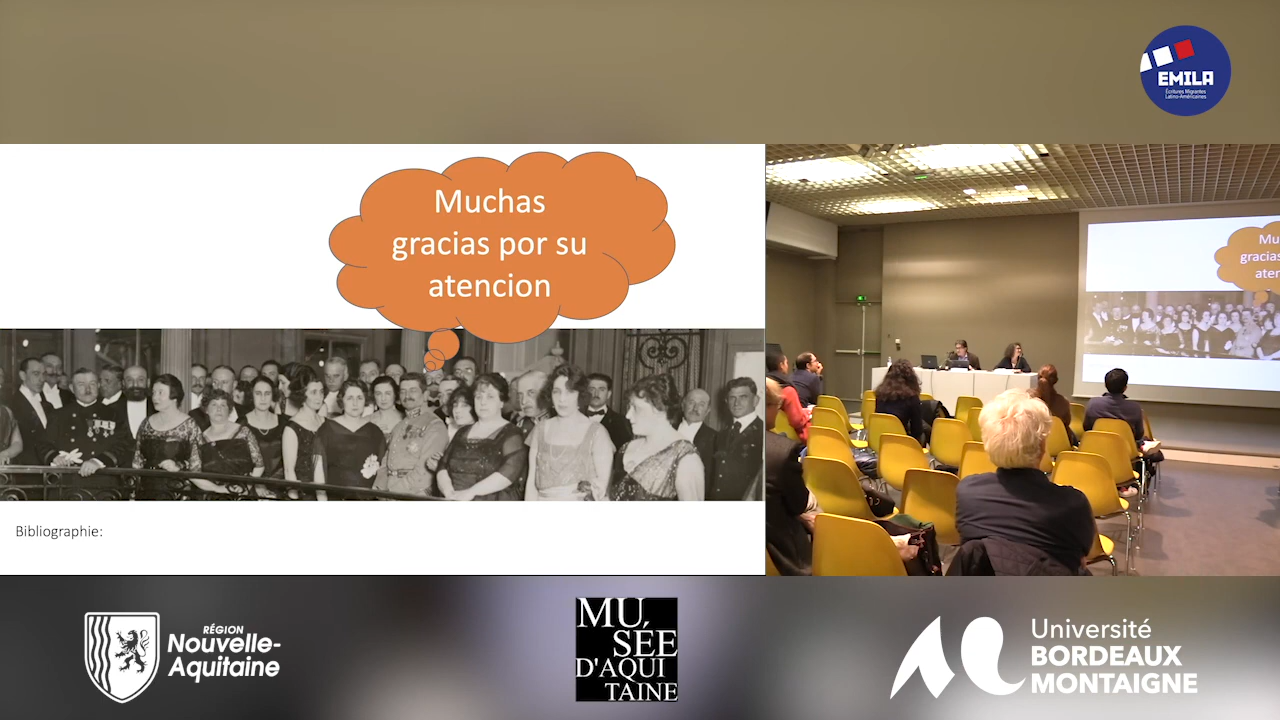 EMILA
Écritures Migrantes
Latino-Américaines
Muchas
gracias por su
atencion
Mu
gracias
aten
Bibliographie:
RÉGION
Nouvelle-
Aquitaine
MU
SÉE
D'AQUI
TAINE
Université
BORDEAUX
MONTAIGNE